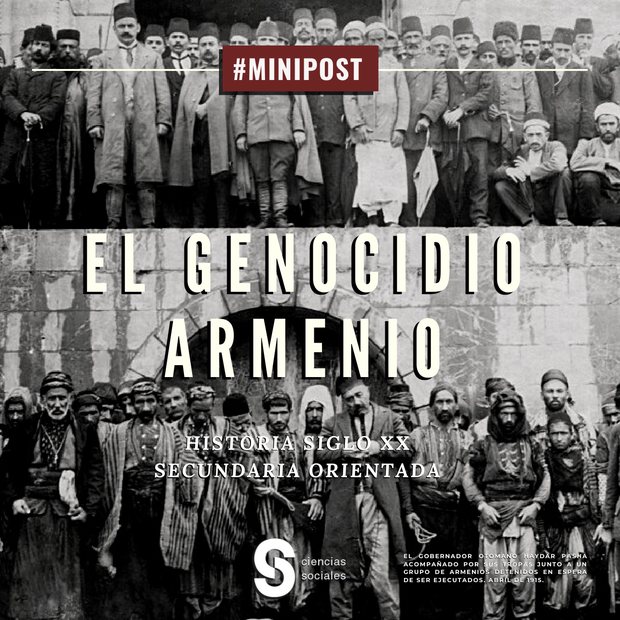 #MINIPOST
EL GENOCIDIO
ARMENIO
HISTORIA SIGLO XX
SECUNDARIA ORIENTADA
S
ciencias
sociales
EL GOBERNADOR OTOMANO HAYDAR PASHÁ
ACOMPAÑADO POR SUS TROPAS JUNTO A UN
GRUPO DE ARMENIOS DETENIDOS EN ESPERA
DE SER EJECUTADOS. ABRIL DE 1915.